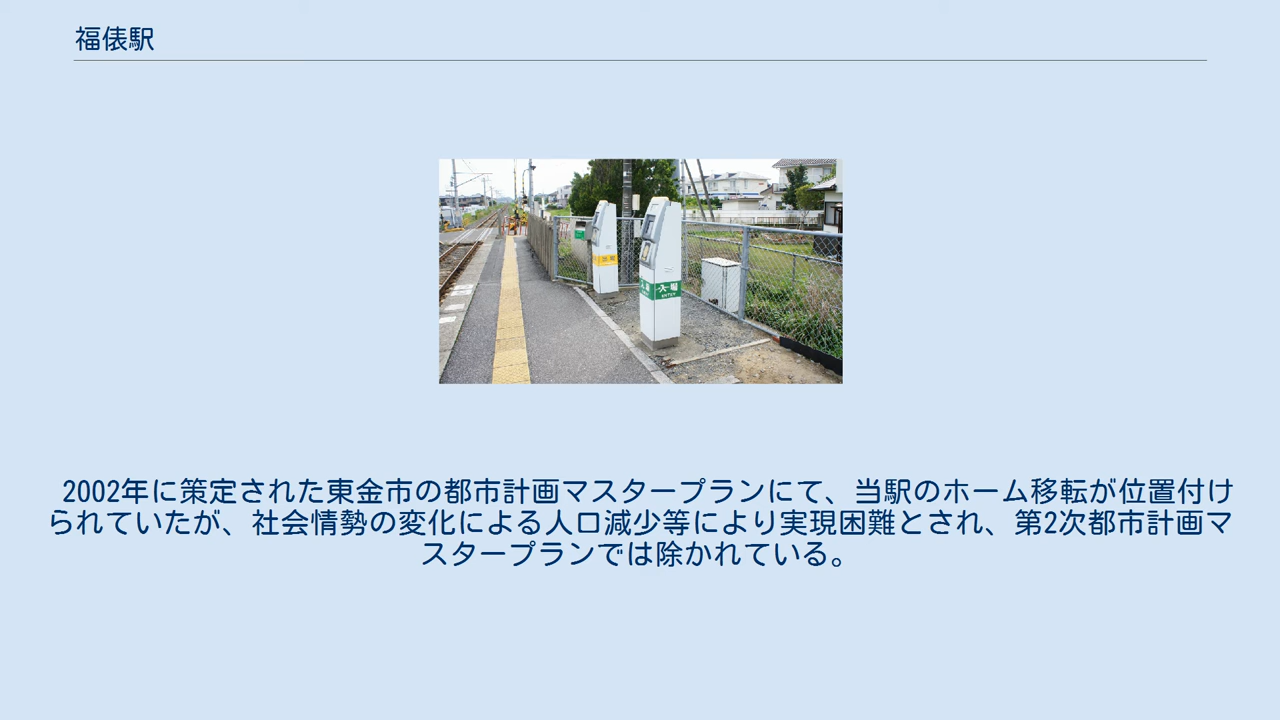 福俵駅
入場
ENTER
2002年に策定された東金市の都市計画マスタープランにて、当駅のホーム移転が位置付け
られていたが、社会情勢の変化による人口減少等により実現困難とされ、第2次都市計画マ
スタープランでは除かれている。